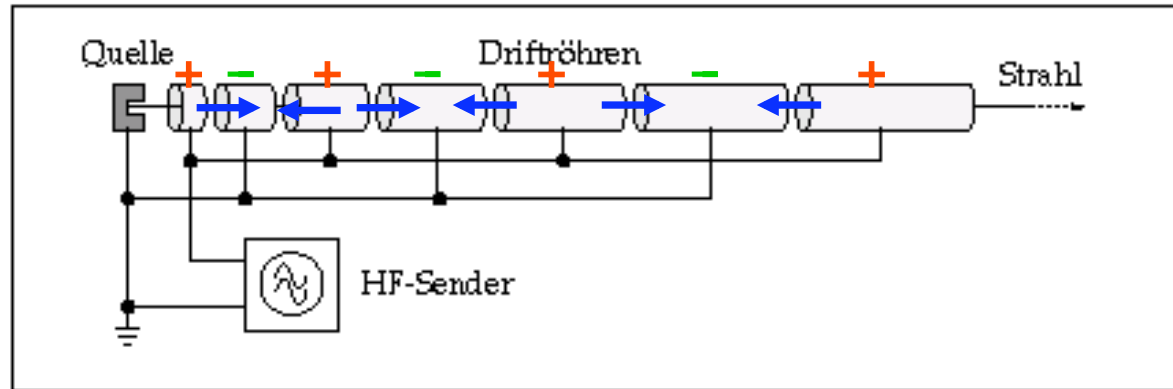 Quelle
Driftröhren
+ − + − + − +
Strahl
HF-Sender